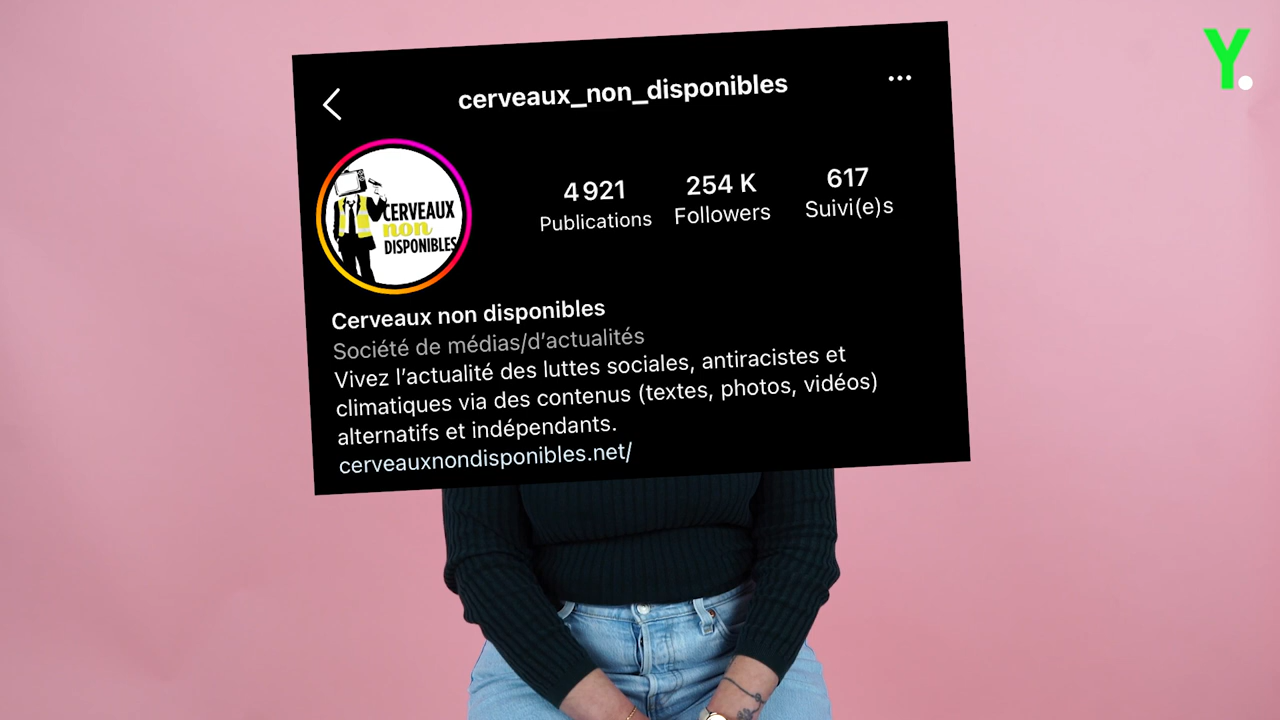 Y.
cerveaux_non_disponibles
4 921
254 K
617
Publications
Followers
Suivi(e)s
CERVEAUX
non
DISPONIBLES
Cerveaux non disponibles
Société de médias/d'actualités
Vivez l'actualité des luttes sociales, antiracistes et
climatiques via des contenus (textes, photos, vidéos)
alternatifs et indépendants.
cerveauxnondisponibles.net/